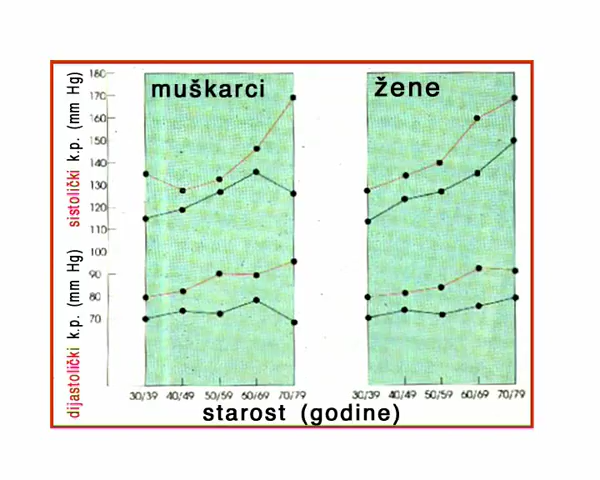 muškarci
žene
sistolički k.p. (mm Hg)
dijastolički k.p. (mm Hg)
180
170
160
150
140
130
120
110
100
90
80
70
30/39 40/49 50/59 60/69 70/79
30/39 40/49 50/59 60/69 70/79
starost (godine)